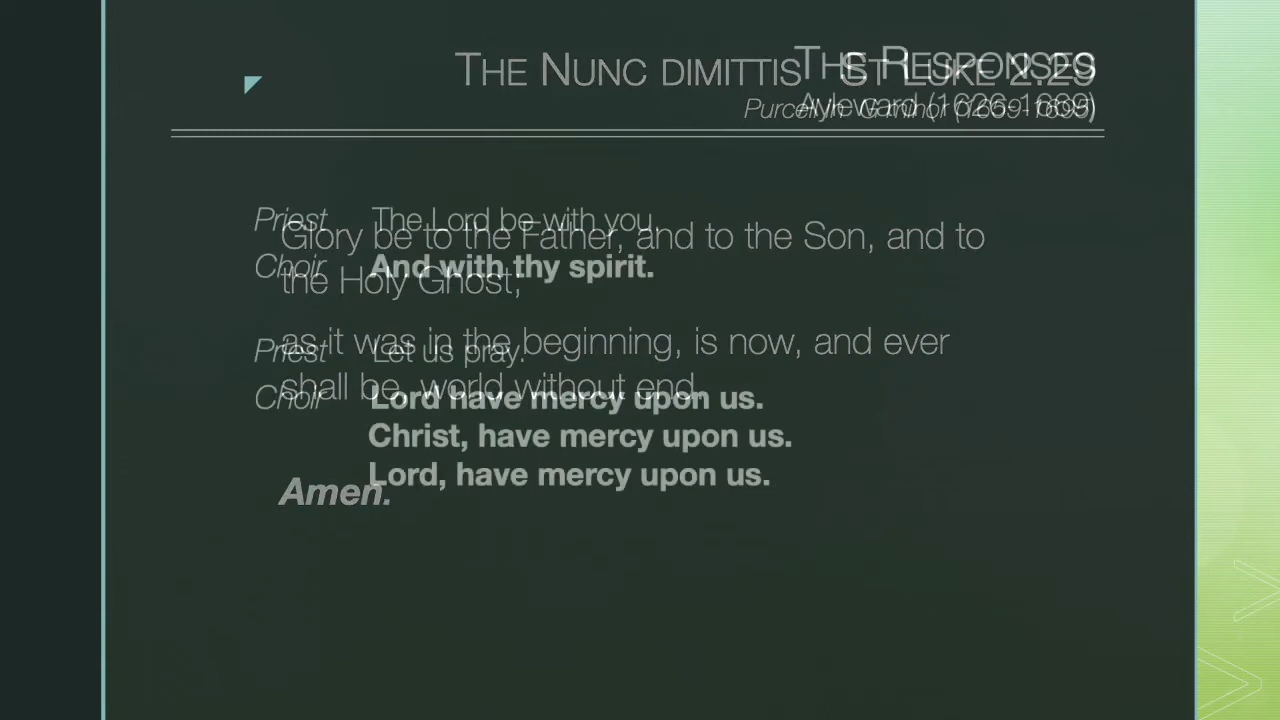 THE NUNC DIMITTIS ST LUKE 2.29
THE RESPONSES
Purcell in G minor (1659-1695)
Ayleward (1626-1669)
Priest The Lord be with you.
Glory be to the Father, and to the Son, and to
Choir And with thy spirit.
the Holy Ghost;
as it was in the beginning, is now, and ever
Priest Let us pray.
shall be, world without end.
Choir Lord have mercy upon us.
Christ, have mercy upon us.
Lord, have mercy upon us.
Amen.